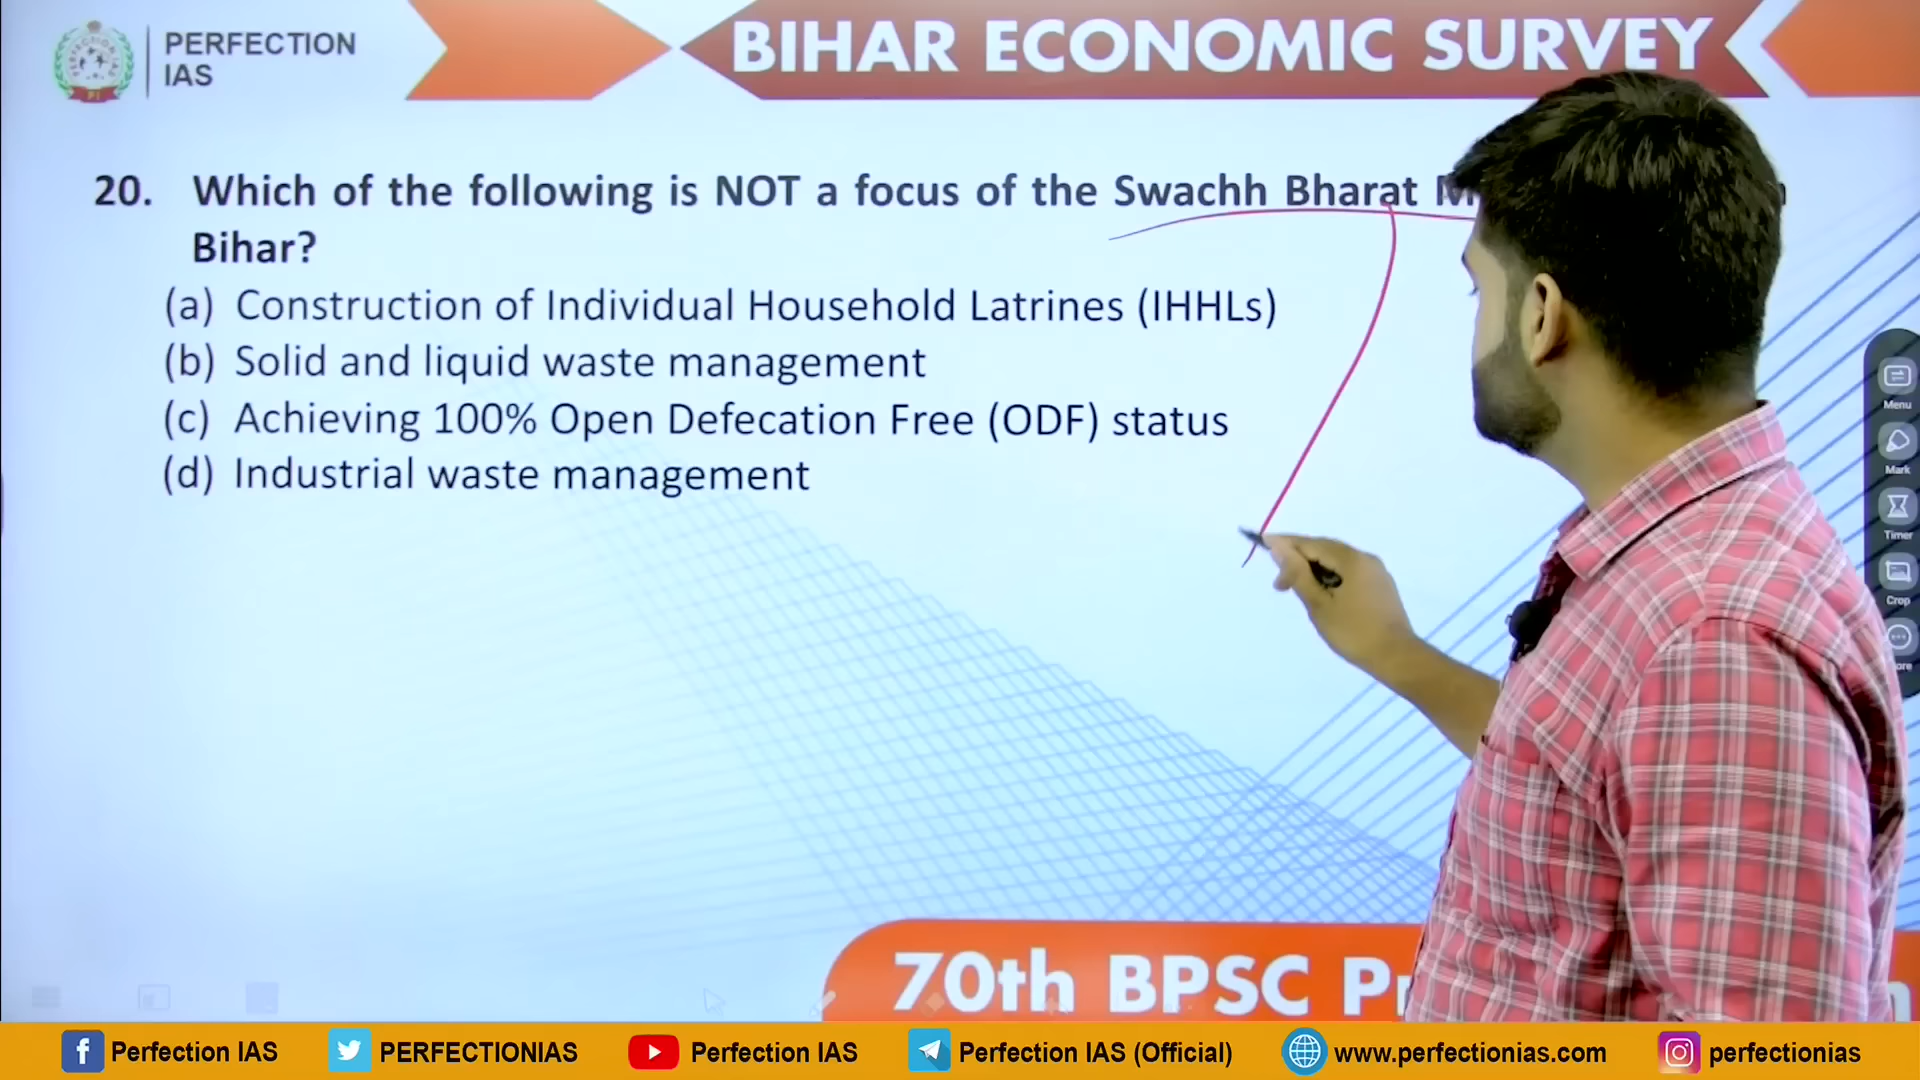 PERFECTION
IAS
BIHAR ECONOMIC SURVEY
20. Which of the following is NOT a focus of the Swachh Bharat
Bihar?
(a) Construction of Individual Household Latrines (IHHLs)
(b) Solid and liquid waste management
(c) Achieving 100% Open Defecation Free (ODF) status
(d) Industrial waste management
Menu
Mark
Timer
Crop
70th BPSC
Perfection IAS
PERFECTIONIAS
Perfection IAS
Perfection IAS (Official)
www.perfectionias.com
perfectionias